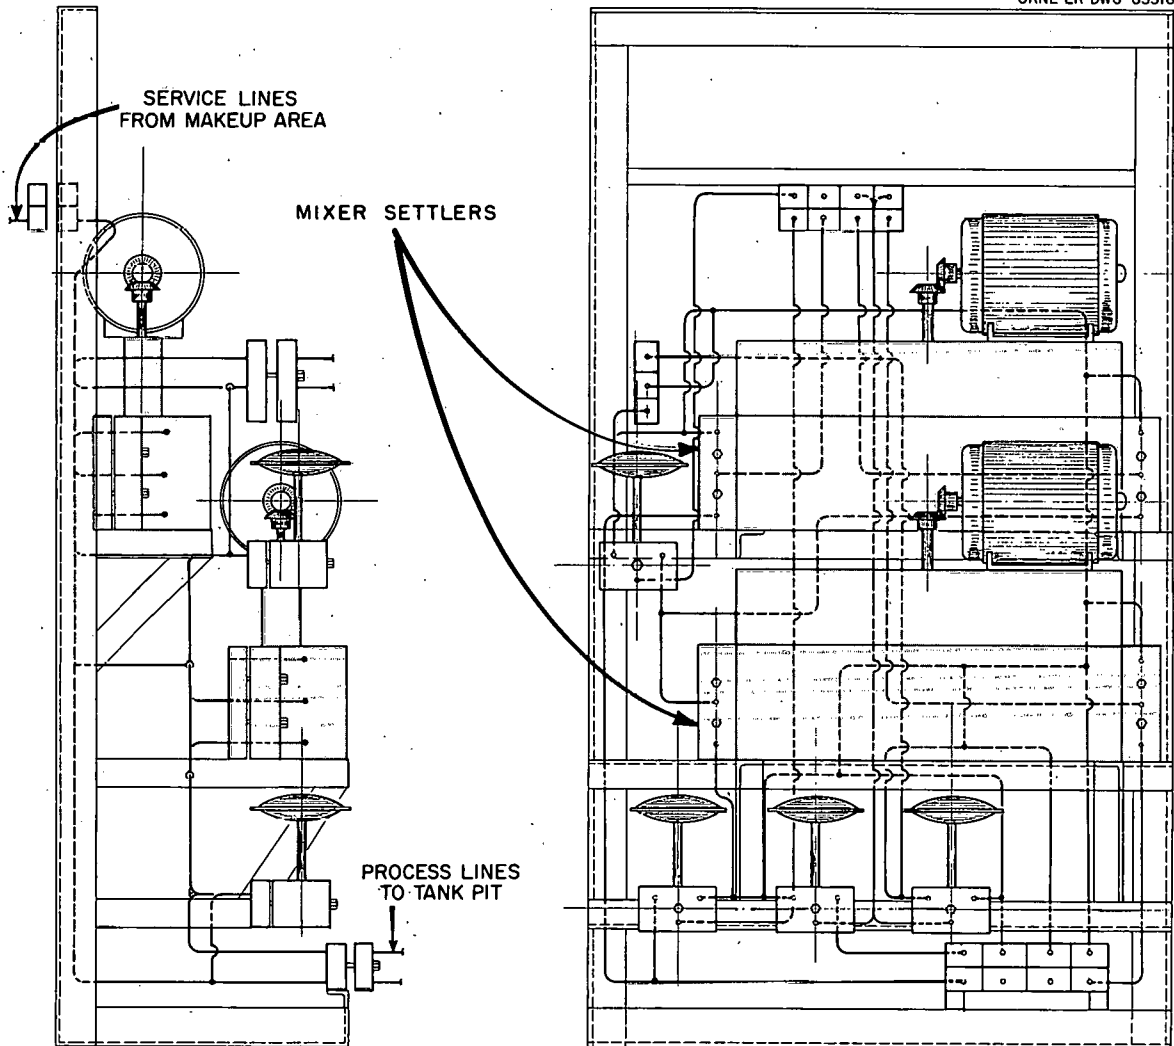 SERVICE LINES
FROM MAKEUP AREA
MIXER SETTLERS
PROCESS LINES
TO TANK PIT